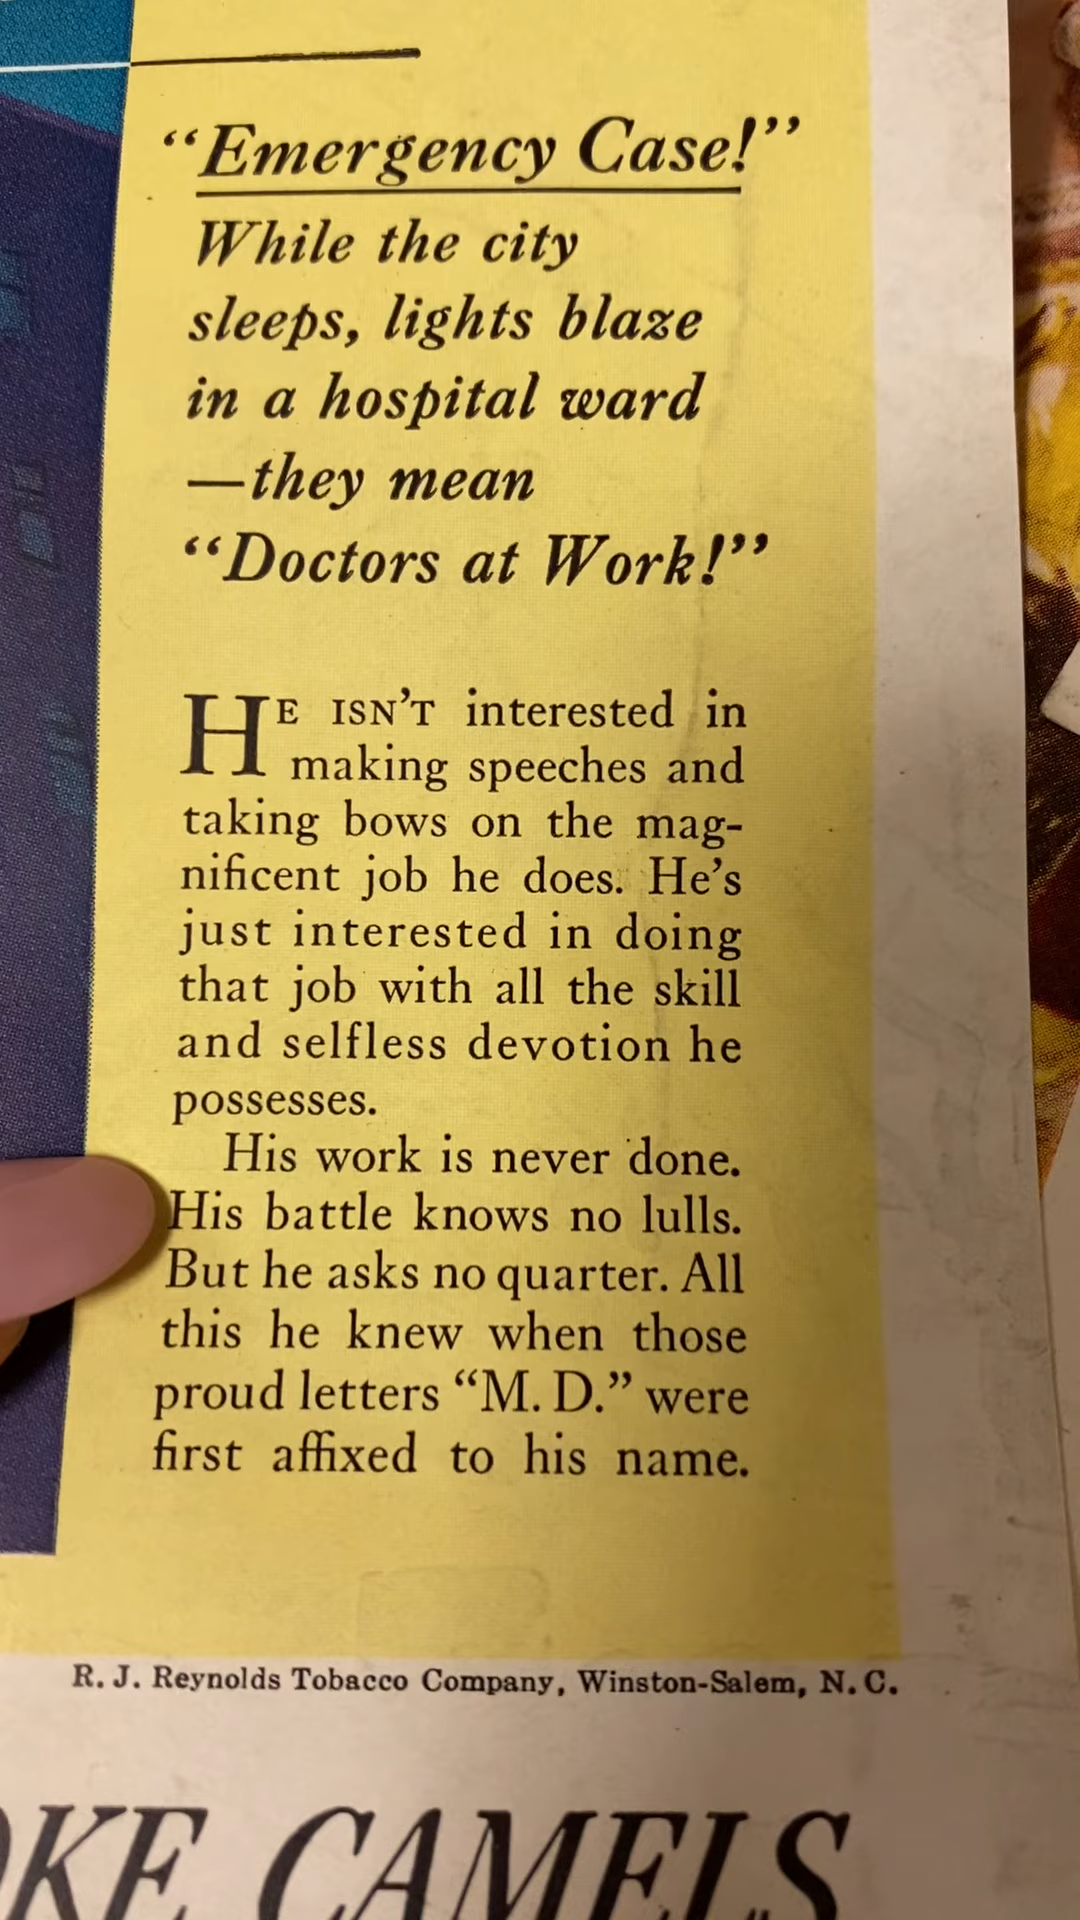 “Emergency Case!”
While the city
sleeps, lights blaze
in a hospital ward
—they mean
“Doctors at Work!”
HE ISN’T interested in
making speeches and
taking bows on the mag-
nificent job he does. He’s
just interested in doing
that job with all the skill
and selfless devotion he
possesses.
His work is never done.
His battle knows no lulls.
But he asks no quarter. All
this he knew when those
proud letters “M. D.” were
first affixed to his name.
R. J. Reynolds Tobacco Company, Winston-Salem, N. C.
CAMELS